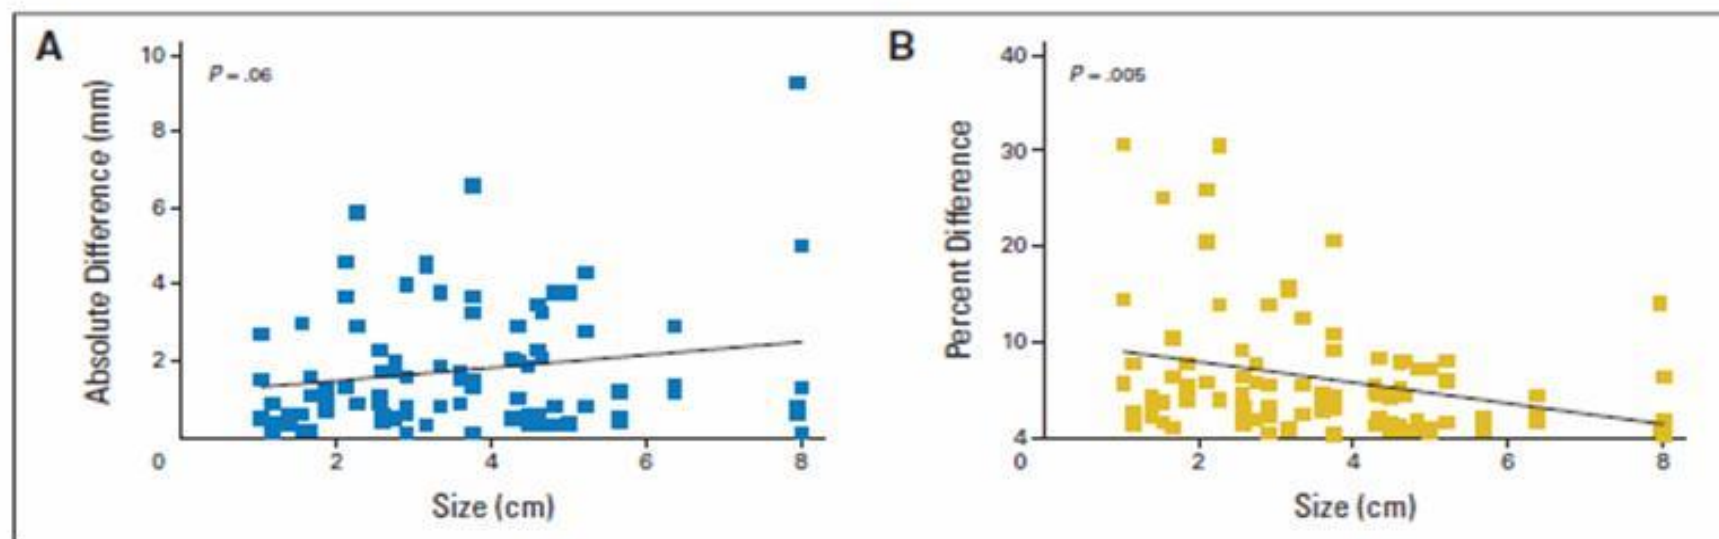 A
P = .06
Absolute Difference (mm)
10
8
6
4
2
0
2
4
6
8
Size (cm)
B
P = .005
Percent Difference
40
30
20
10
4
0
2
4
6
8
Size (cm)